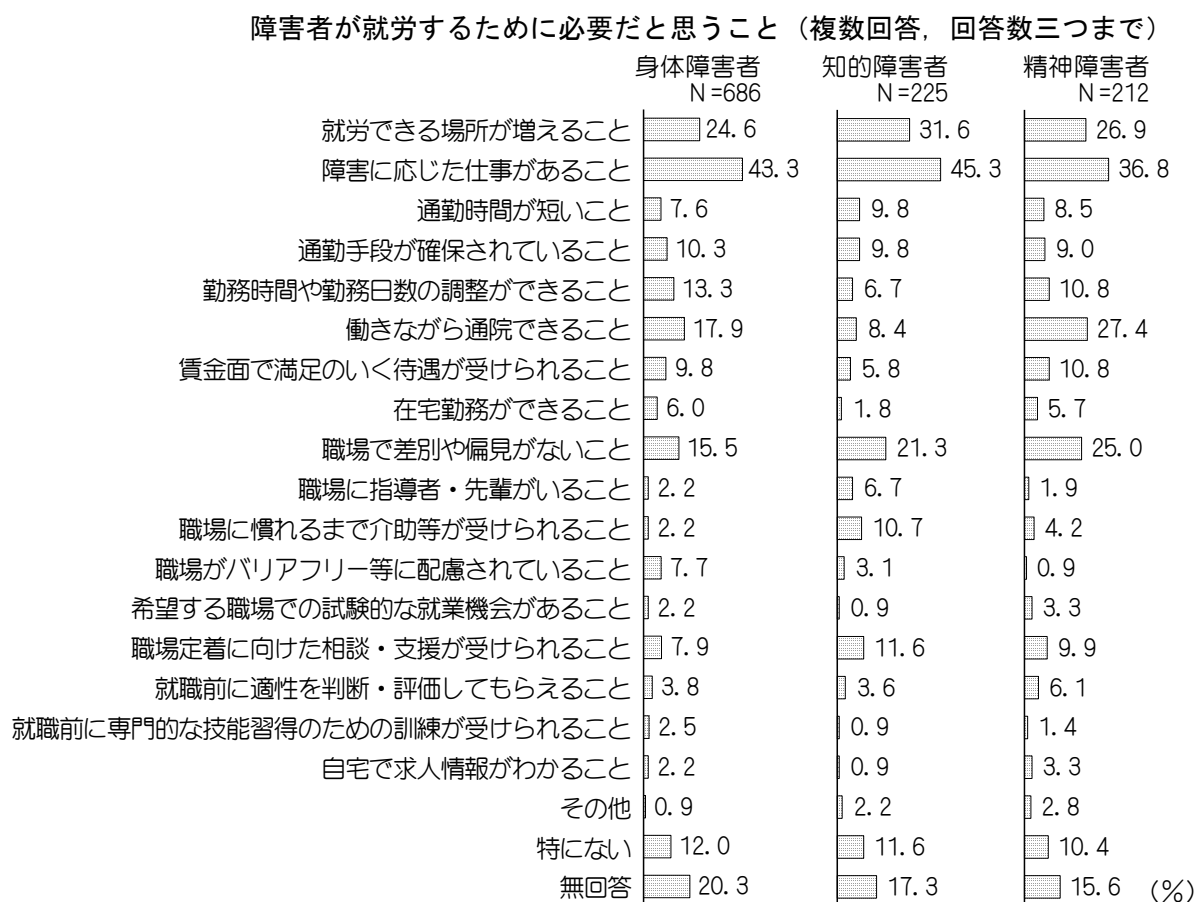 障害者が就労するために必要だと思うこと（複数回答，回答数三つまで）
身体障害者 知的障害者 精神障害者
N=686 N=225 N=212
就労できる場所が増えること 24.6 31.6 26.9
障害に応じた仕事があること 43.3 45.3 36.8
通勤時間が短いこと 7.6 9.8 8.5
通勤手段が確保されていること 10.3 9.8 9.0
勤務時間や勤務日数の調整ができること 13.3 6.7 10.8
働きながら通院できること 17.9 8.4 27.4
賃金面で満足のいく待遇が受けられること 9.8 5.8 10.8
在宅勤務ができること 6.0 1.8 5.7
職場で差別や偏見がないこと 15.5 21.3 25.0
職場に指導者・先輩がいること 2.2 6.7 1.9
職場に慣れるまで介助等が受けられること 2.2 10.7 4.2
職場がバリアフリー等に配慮されていること 7.7 3.1 0.9
希望する職場での試験的な就業機会があること 2.2 0.9 3.3
職場定着に向けた相談・支援が受けられること 7.9 11.6 9.9
就職前に適性を判断・評価してもらえること 3.8 3.6 6.1
就職前に専門的な技能習得のための訓練が受けられること 2.5 0.9 1.4
自宅で求人情報がわかること 2.2 0.9 3.3
その他 0.9 2.2 2.8
特にない 12.0 11.6 10.4
無回答 20.3 17.3 15.6 （％）